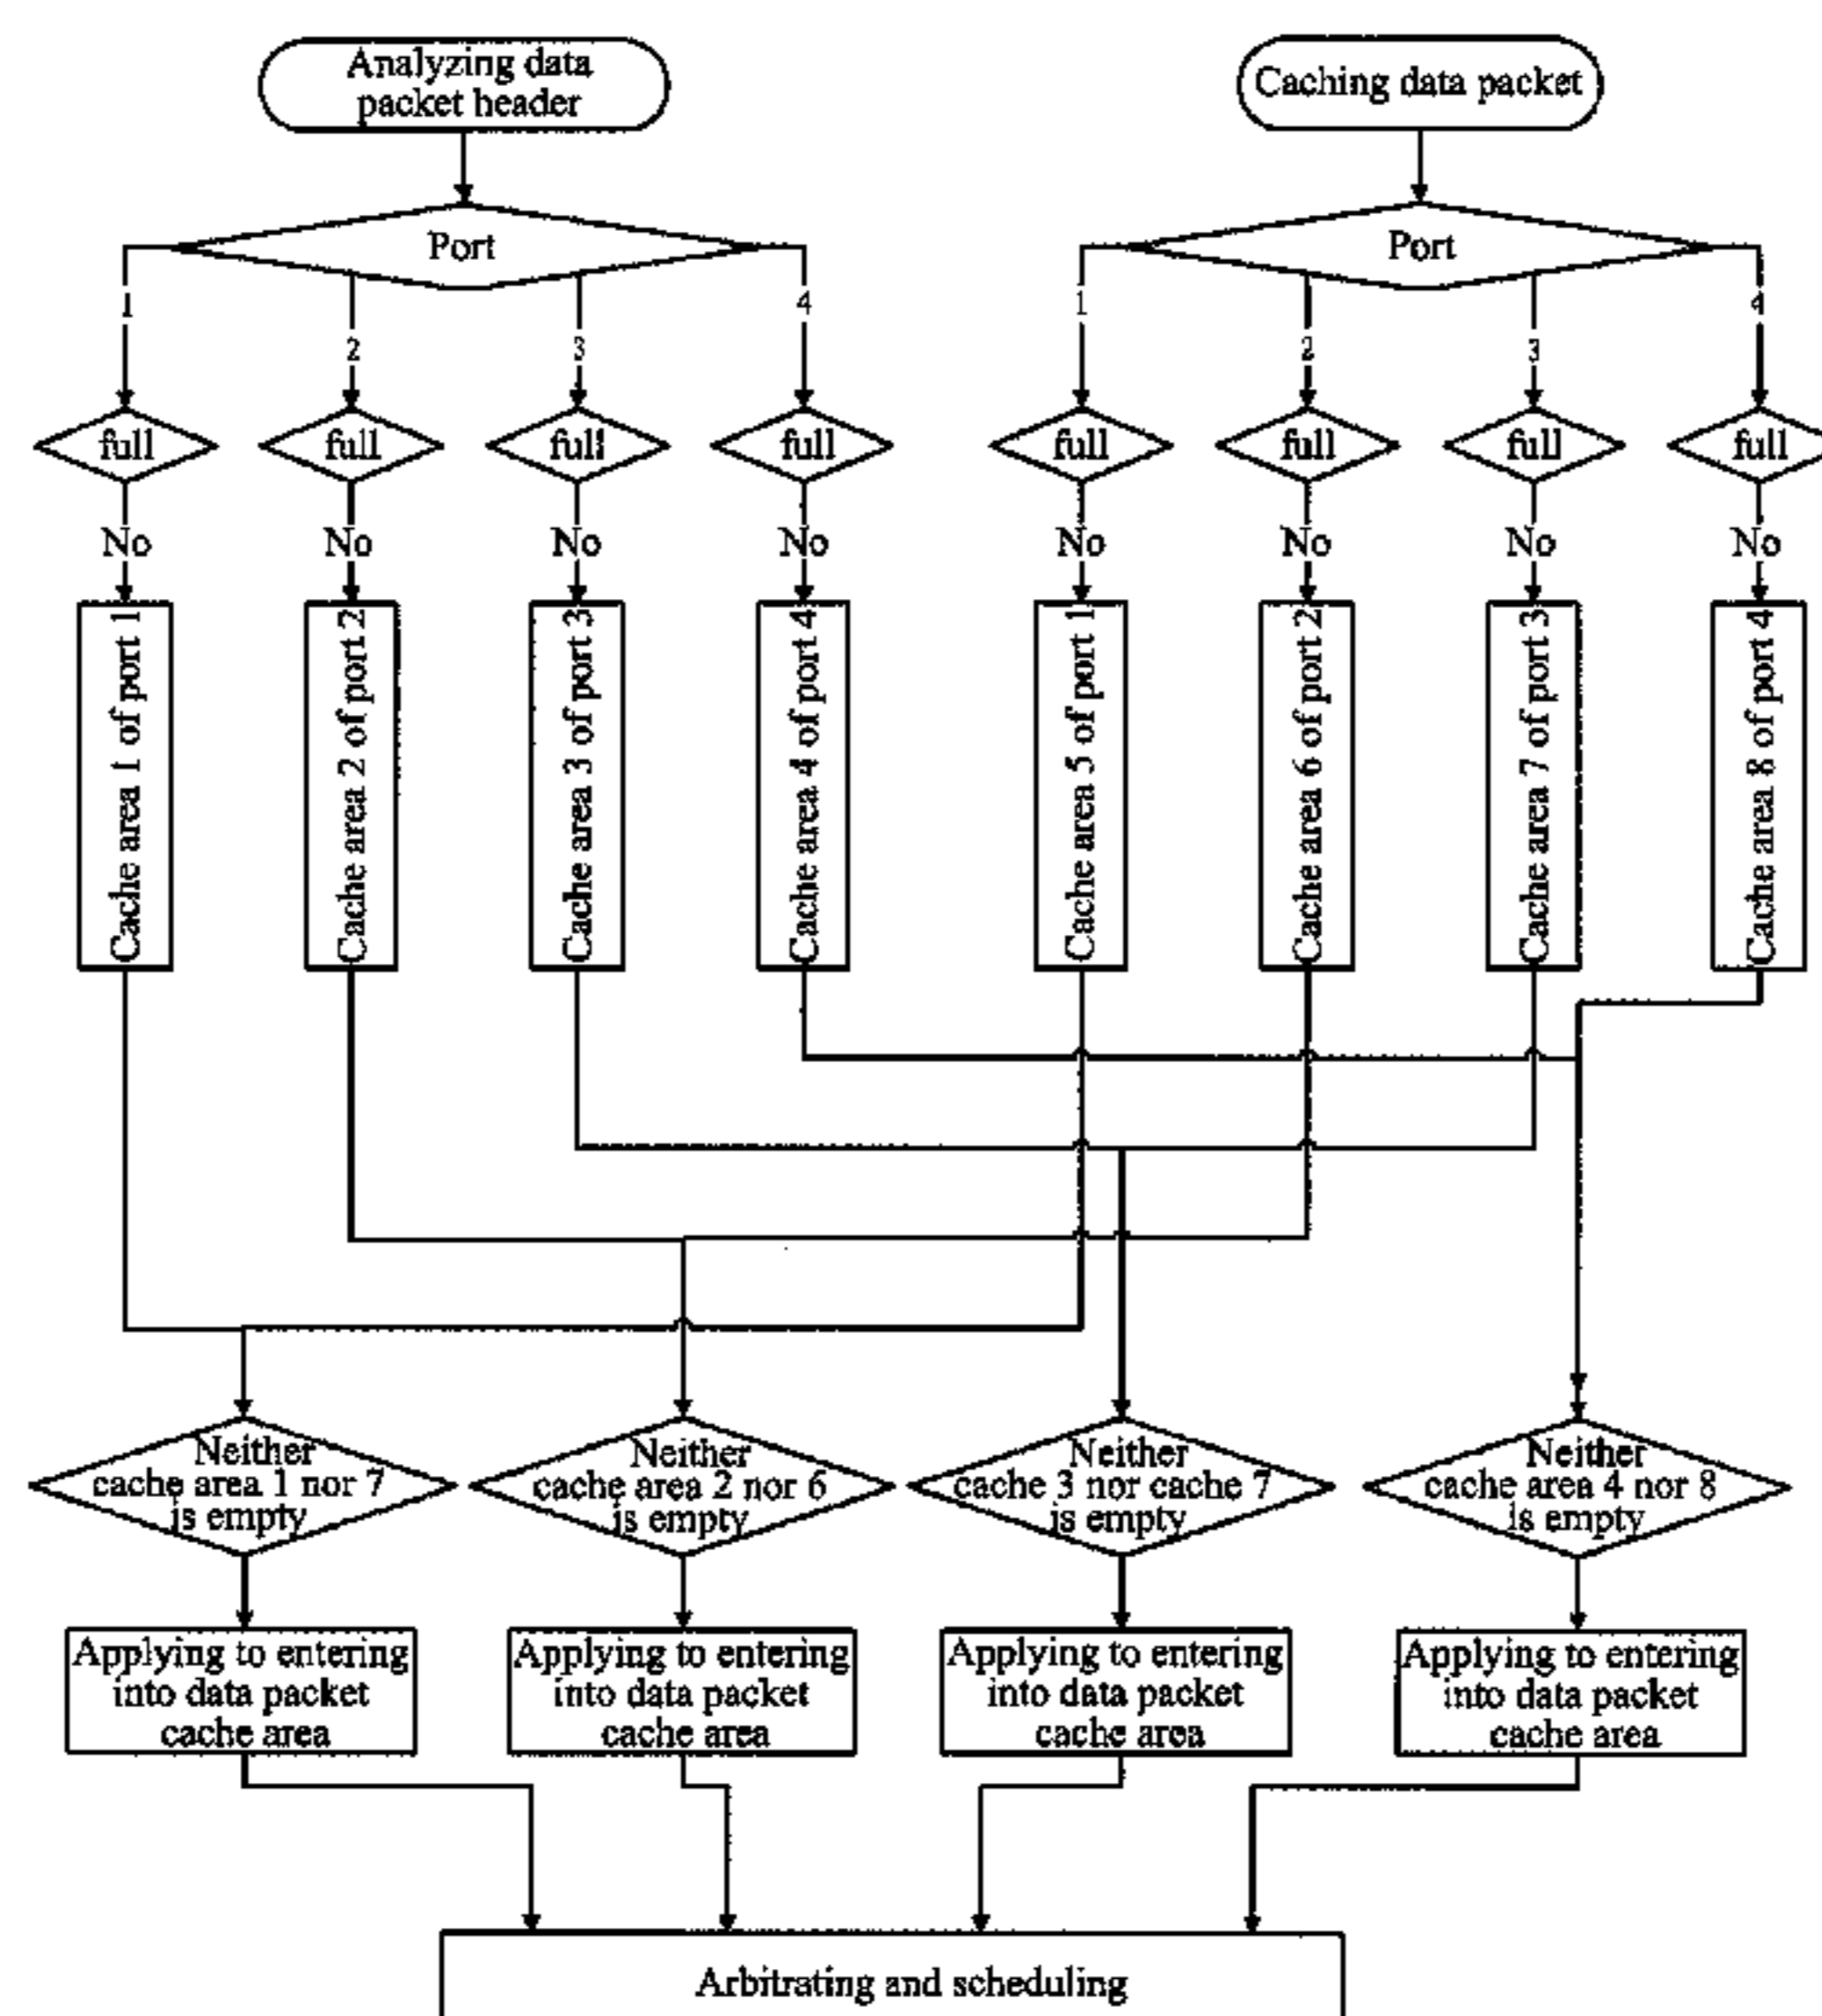 Analyzing data
packet header
Caching data packet
Port
Port
1
2
3
4
1
2
3
4
full
full
full
full
full
full
full
full
No
No
No
No
No
No
No
No
Cache area 1 of port 1
Cache area 2 of port 2
Cache area 3 of port 3
Cache area 4 of port 4
Cache area 5 of port 1
Cache area 6 of port 2
Cache area 7 of port 3
Cache area 8 of port 4
Neither
cache area 1 nor 7
is empty
Neither
cache area 2 nor 6
is empty
Neither
cache 3 nor cache 7
is empty
Neither
cache area 4 nor 8
is empty
Applying to entering
into data packet
cache area
Applying to entering
into data packet
cache area
Applying to entering
into data packet
cache area
Applying to entering
into data packet
cache area
Arbitrating and scheduling